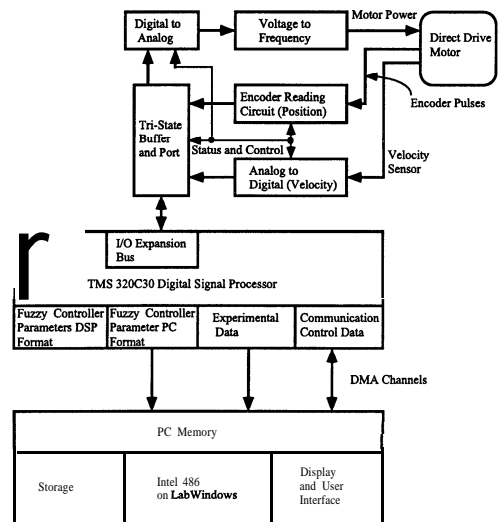 Digital to
Analog
Voltage to
Frequency
Motor Power
Direct Drive
Motor
Encoder Pulses
Encoder Reading
Circuit (Position)
Tri-State
Buffer
and Port
Status and Control
Analog to
Digital (Velocity)
Velocity
Sensor
I/O Expansion
Bus
r
TMS 320C30 Digital Signal Processor
Fuzzy Controller
Parameters DSP
Format
Fuzzy Controller
Parameter PC
Format
Experimental
Data
Communication
Control Data
DMA Channels
PC Memory
Storage
Intel 486
on LabWindows
Display
and User
Interface